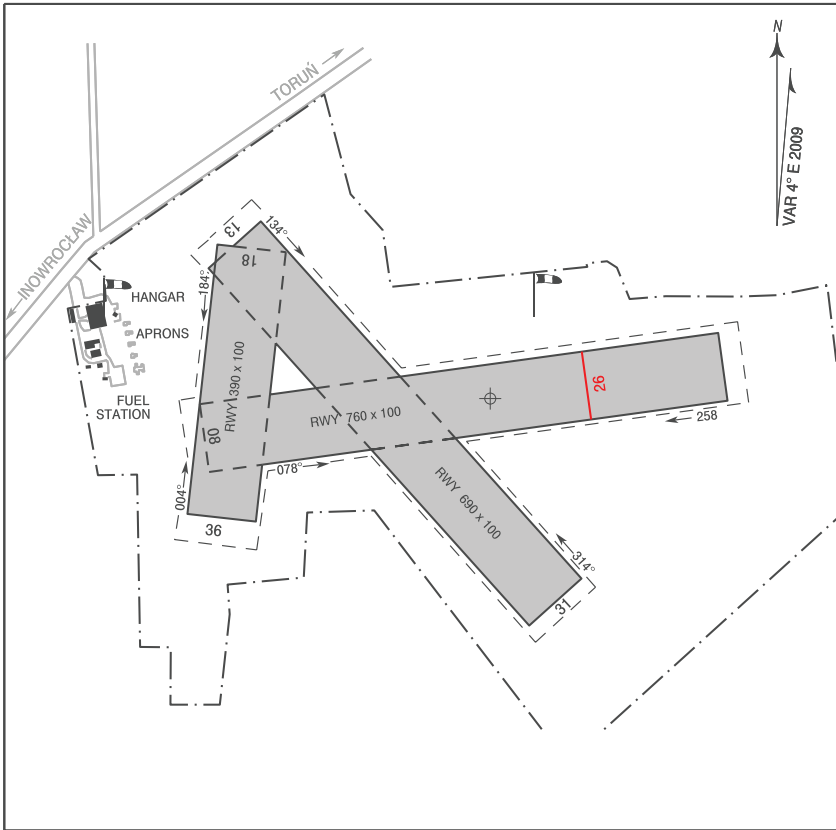 N
VAR 4° E 2009
TORUŃ
INOWROCŁAW
13
134°
18
184°
HANGAR
APRONS
FUEL
STATION
RWY 390 x 100
RWY 760 x 100
26
258
08
078°
004°
36
RWY 690 x 100
314°
31